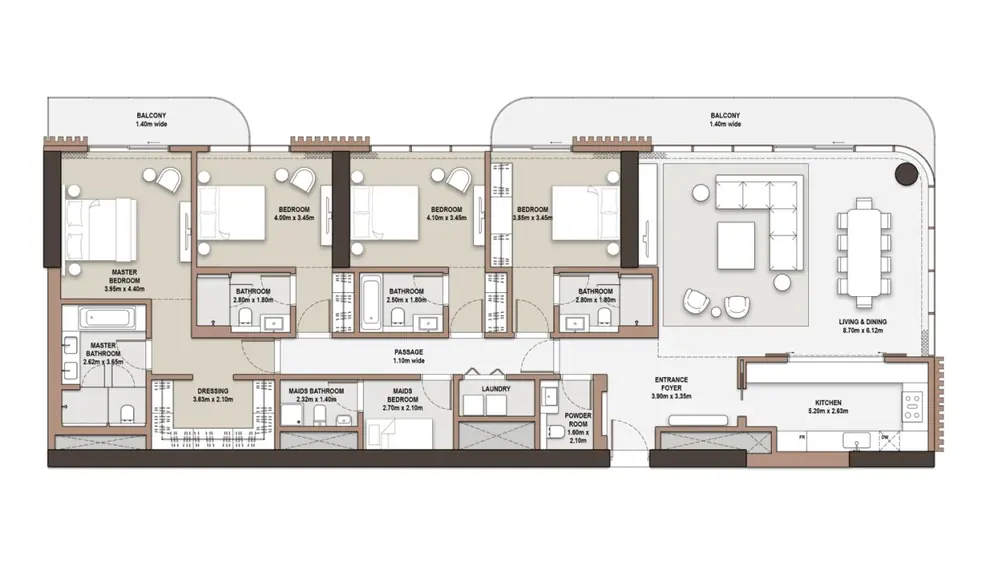 BALCONY
1.40m wide
BALCONY
1.40m wide
MASTER
BEDROOM
3.95m x 4.40m
BEDROOM
4.00m x 3.45m
BEDROOM
4.10m x 3.45m
BEDROOM
3.85m x 3.45m
BATHROOM
2.80m x 1.80m
BATHROOM
2.50m x 1.80m
BATHROOM
2.80m x 1.80m
LIVING & DINING
8.70m x 6.12m
MASTER
BATHROOM
2.62m x 3.65m
PASSAGE
1.10m wide
DRESSING
3.63m x 2.10m
MAIDS BATHROOM
2.32m x 1.40m
MAIDS
BEDROOM
2.70m x 2.10m
LAUNDRY
POWDER
ROOM
1.60m x
2.10m
ENTRANCE
FOYER
3.90m x 3.35m
KITCHEN
5.20m x 2.63m
FR
DW